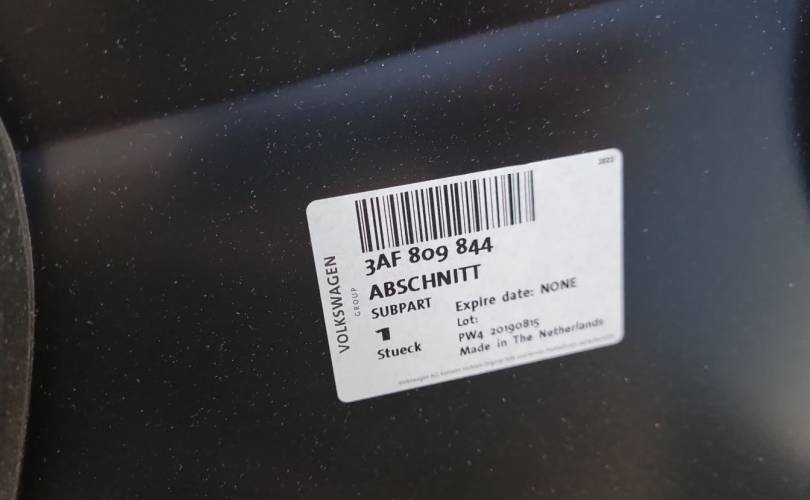 2022
VOLKSWAGEN
GROUP
3AF 809 844
ABSCHNITT
SUBPART
1
Stueck
Expire date: NONE
Lot:
PW4 20190815
Made in The Netherlands